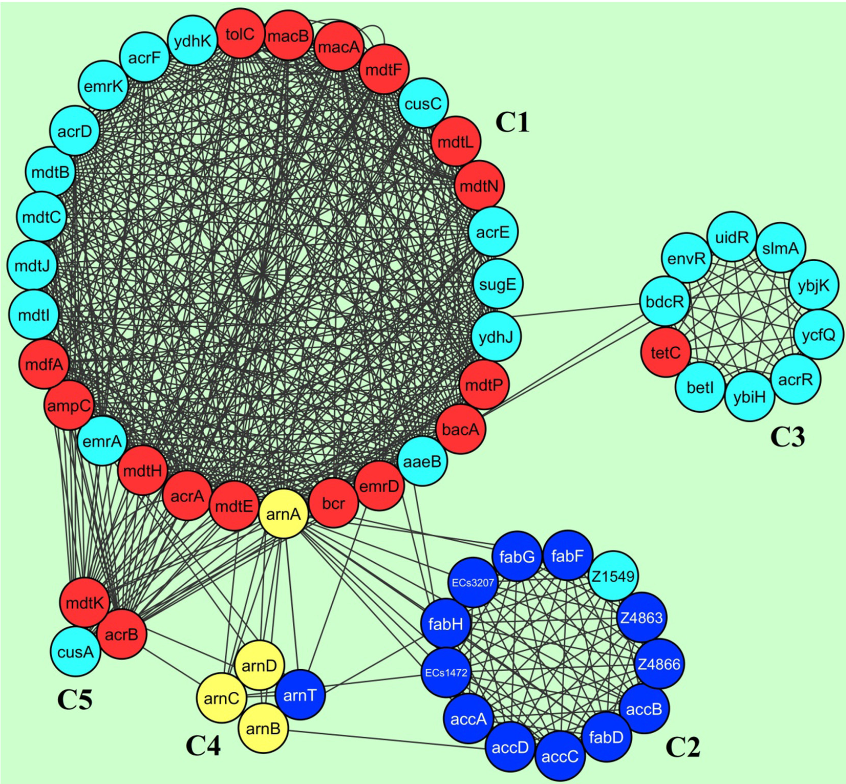 tolC
macB
macA
mdtF
cusC
mdtL
mdtN
acrE
sugE
ydhJ
mdtP
bacA
aaeB
emrD
bcr
arnA
mdtE
acrA
mdtH
emrA
ampC
mdfA
mdtI
mdtJ
mdtC
mdtB
acrD
emrK
acrF
ydhK
C1
uidR
slmA
ybjK
ycfQ
acrR
ybiH
betI
tetC
bdcR
envR
C3
mdtK
acrB
cusA
C5
arnD
arnT
arnB
arnC
C4
fabG
fabF
Z1549
Z4863
Z4866
accB
fabD
accC
accD
accA
ECs1472
fabH
ECs3207
C2